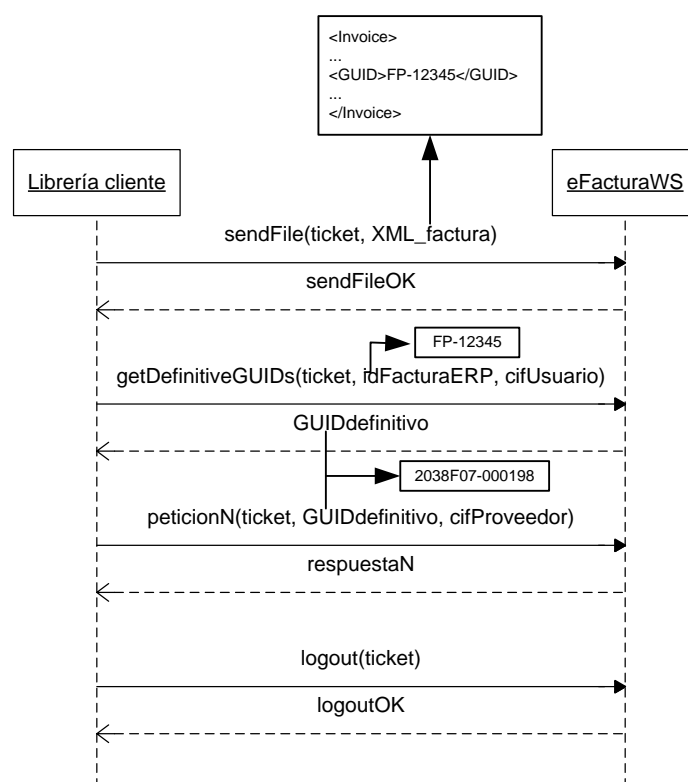 <Invoice>
...
<GUID>FP-12345</GUID>
...
</Invoice>
Librería cliente
eFacturaWS
sendFile(ticket, XML_factura)
sendFileOK
FP-12345
getDefinitiveGUIDs(ticket, idFacturaERP, cifUsuario)
GUIDdefinitivo
2038F07-000198
peticionN(ticket, GUIDdefinitivo, cifProveedor)
respuestaN
logout(ticket)
logoutOK